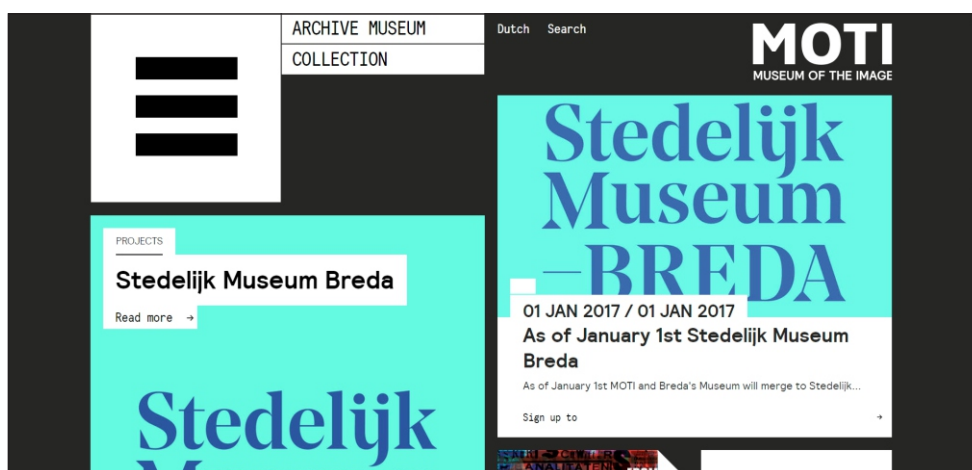 ARCHIVE MUSEUM
COLLECTION
Dutch Search
MOTI
MUSEUM OF THE IMAGE
PROJECTS
Stedelijk Museum Breda
Read more →
Stedelijk
Stedelijk
Museum
–BREDA
01 JAN 2017 / 01 JAN 2017
As of January 1st Stedelijk Museum
Breda
As of January 1st MOTI and Breda's Museum will merge to Stedelijk...
Sign up to →